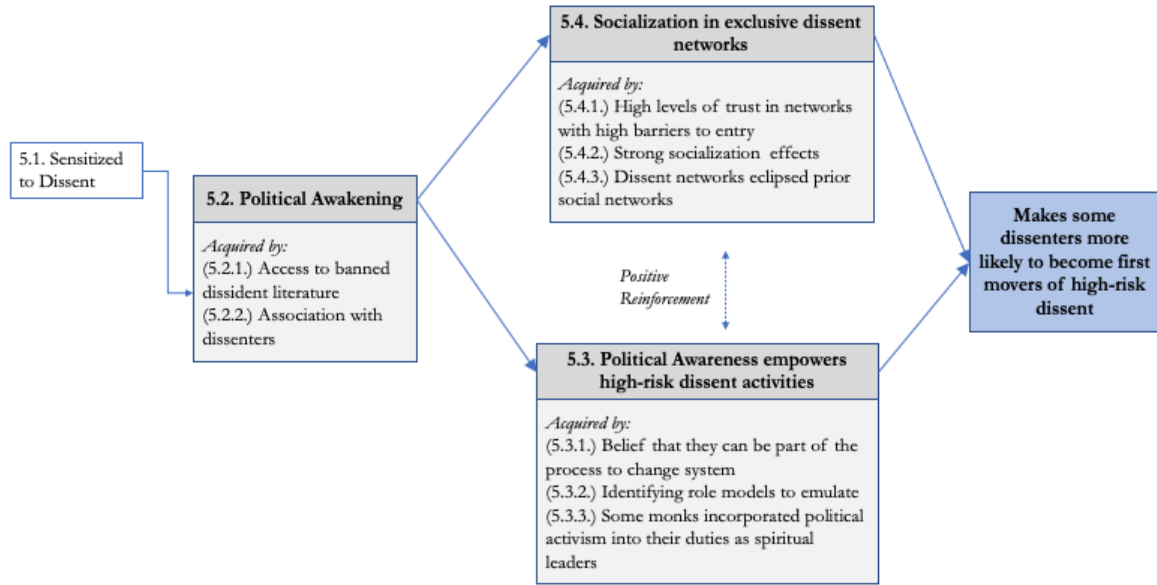 5.1. Sensitized
to Dissent
5.2. Political Awakening
Acquired by:
(5.2.1.) Access to banned
dissident literature
(5.2.2.) Association with
dissenters
5.4. Socialization in exclusive dissent
networks
Acquired by:
(5.4.1.) High levels of trust in networks
with high barriers to entry
(5.4.2.) Strong socialization effects
(5.4.3.) Dissent networks eclipsed prior
social networks
Positive
Reinforcement
5.3. Political Awareness empowers
high-risk dissent activities
Acquired by:
(5.3.1.) Belief that they can be part of the
process to change system
(5.3.2.) Identifying role models to emulate
(5.3.3.) Some monks incorporated political
activism into their duties as spiritual
leaders
Makes some
dissenters more
likely to become first
movers of high-risk
dissent